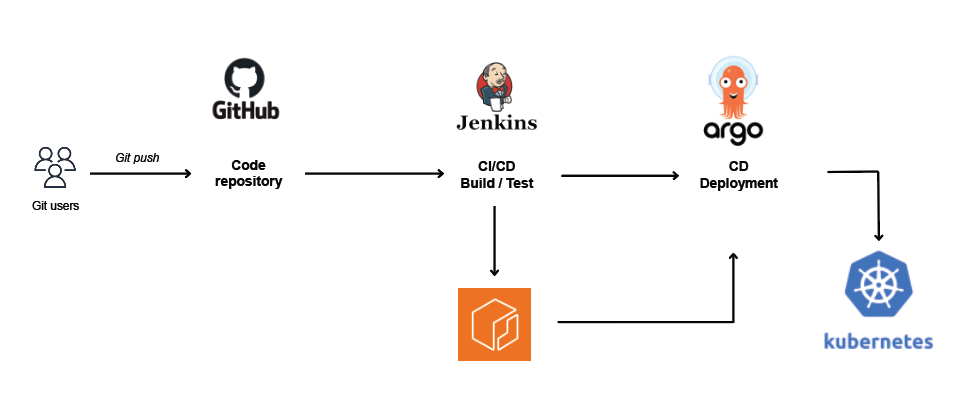 GitHub
Jenkins
argo
Git push
Code
repository
CI/CD
Build / Test
CD
Deployment
Git users
kubernetes